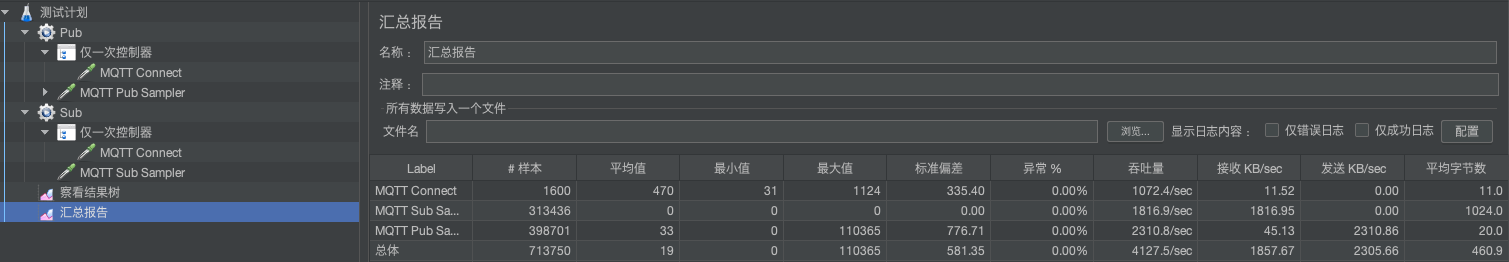 测试计划
Pub
仅一次控制器
MQTT Connect
MQTT Pub Sampler
Sub
仅一次控制器
MQTT Connect
MQTT Sub Sampler
察看结果树
汇总报告
汇总报告
名称： 汇总报告
注释：
所有数据写入一个文件
文件名 浏览... 显示日志内容： 仅错误日志 仅成功日志 配置
Label # 样本 平均值 最小值 最大值 标准偏差 异常 % 吞吐量 接收 KB/sec 发送 KB/sec 平均字节数
MQTT Connect 1600 470 31 1124 335.40 0.00% 1072.4/sec 11.52 0.00 11.0
MQTT Sub Sa... 313436 0 0 0 0.00 0.00% 1816.9/sec 1816.95 0.00 1024.0
MQTT Pub Sa... 398701 33 0 110365 776.71 0.00% 2310.8/sec 45.13 2310.86 20.0
总体 713750 19 0 110365 581.35 0.00% 4127.5/sec 1857.67 2305.66 460.9